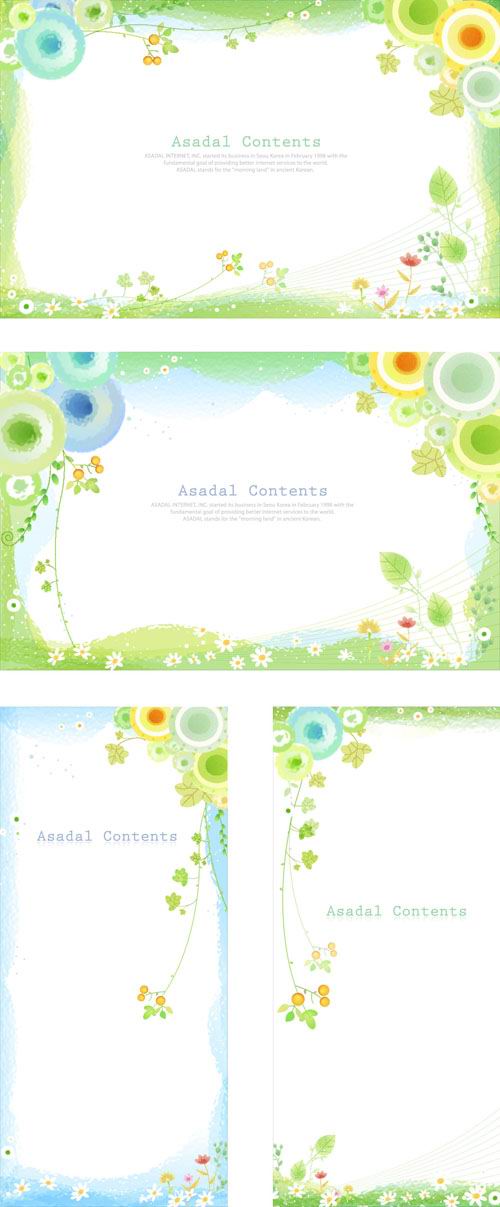 Asadal Contents
ASADAL INTERNET, INC. started its business in Seou Korea in February 1998 with the
fundamental goal of providing better internet services to the world.
ASADAL stands for the "morning land" in ancient Korean.
Asadal Contents
ASADAL INTERNET, INC. started its business in Seou Korea in February 1998 with the
fundamental goal of providing better internet services to the world.
ASADAL stands for the "morning land" in ancient Korean.
Asadal Contents
Asadal Contents